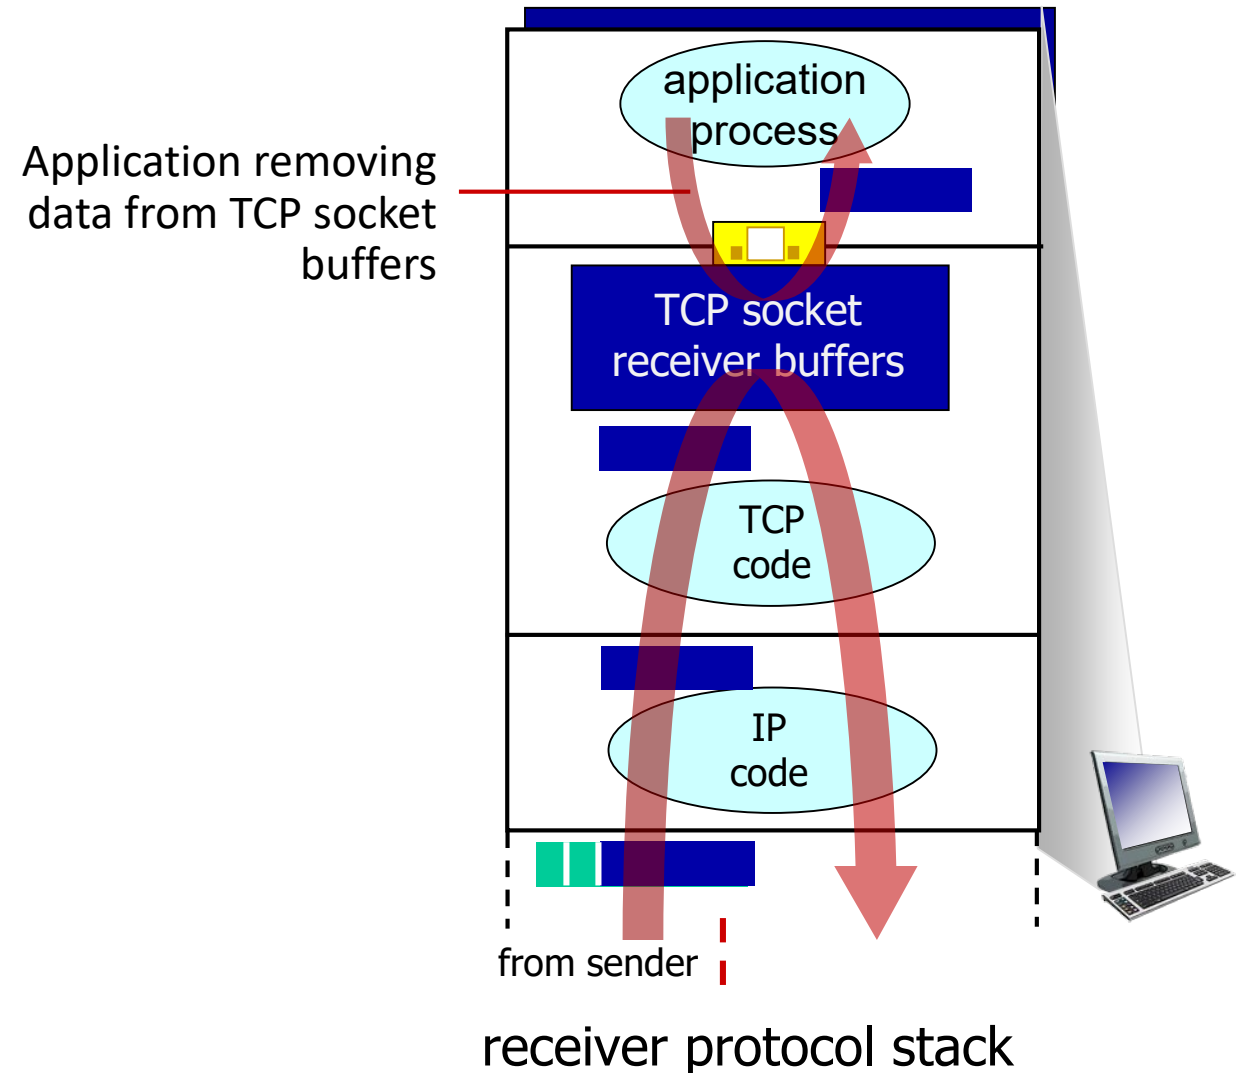 application
process
Application removing
data from TCP socket
buffers
TCP socket
receiver buffers
TCP
code
IP
code
from sender
receiver protocol stack